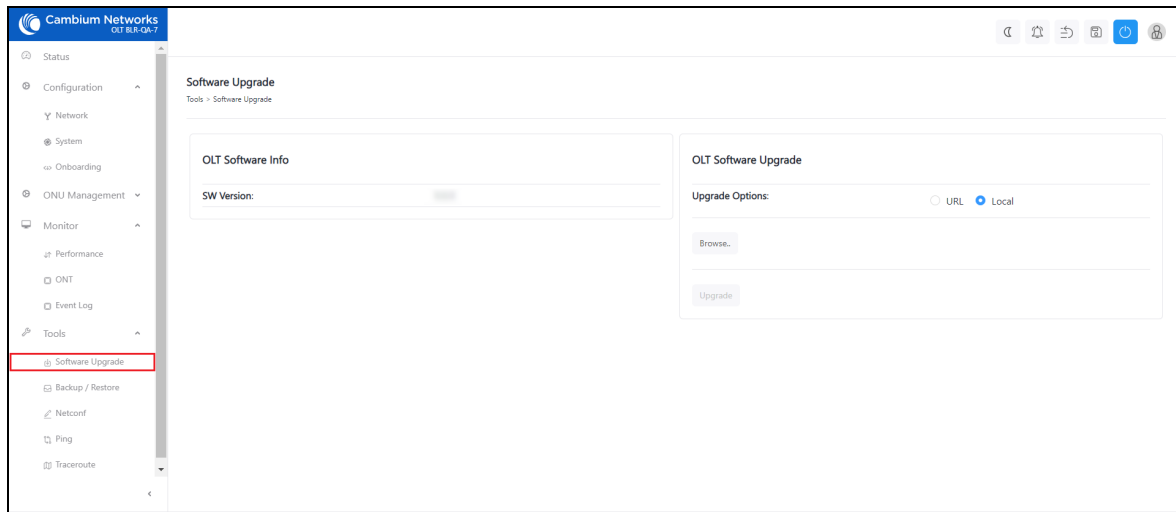 Cambium Networks
OLT BLR-QA-7
Status
Configuration
Network
System
Onboarding
ONU Management
Monitor
Performance
ONT
Event Log
Tools
Software Upgrade
Backup / Restore
Netconf
Ping
Traceroute
Software Upgrade
Tools > Software Upgrade
OLT Software Info
SW Version:
OLT Software Upgrade
Upgrade Options: URL Local
Browse..
Upgrade